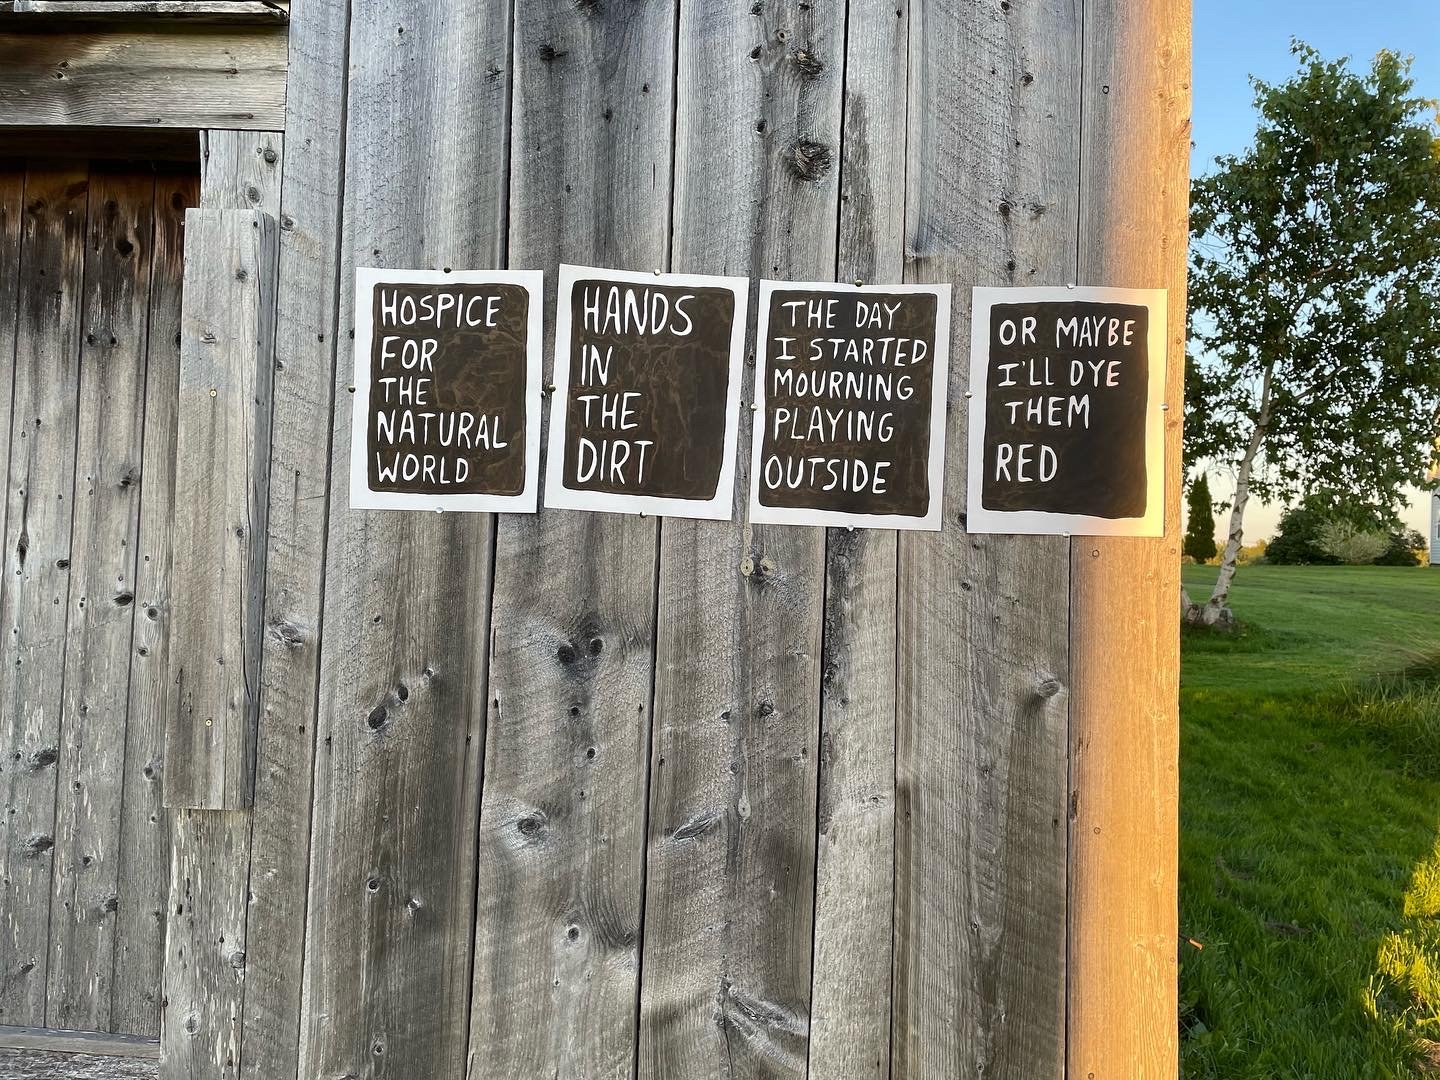 HOSPICE
FOR
THE
NATURAL
WORLD
HANDS
IN
THE
DIRT
THE DAY
I STARTED
MOURNING
PLAYING
OUTSIDE
OR MAYBE
I'LL DYE
THEM
RED